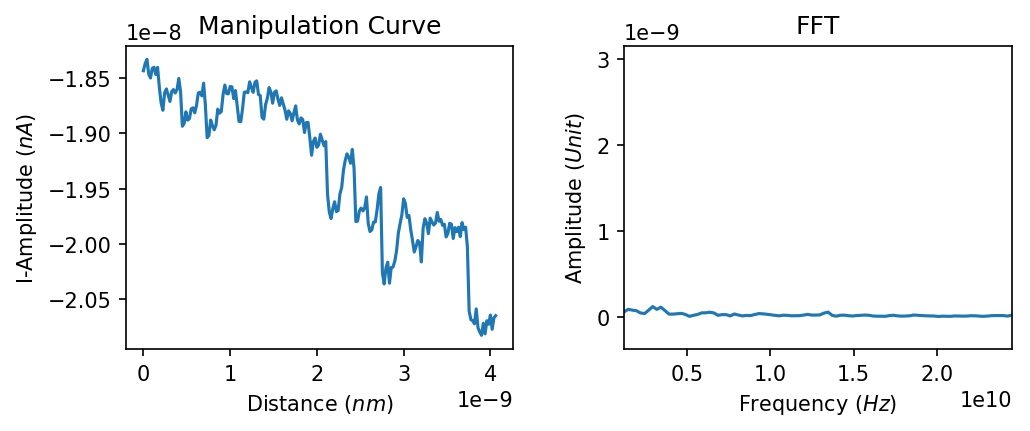 Manipulation Curve
1e−8
−1.85
−1.90
−1.95
−2.00
−2.05
I-Amplitude (nA)
0 1 2 3 4
Distance (nm)
1e−9
FFT
1e−9
3
2
1
0
Amplitude (Unit)
0.5 1.0 1.5 2.0
Frequency (Hz)
1e10